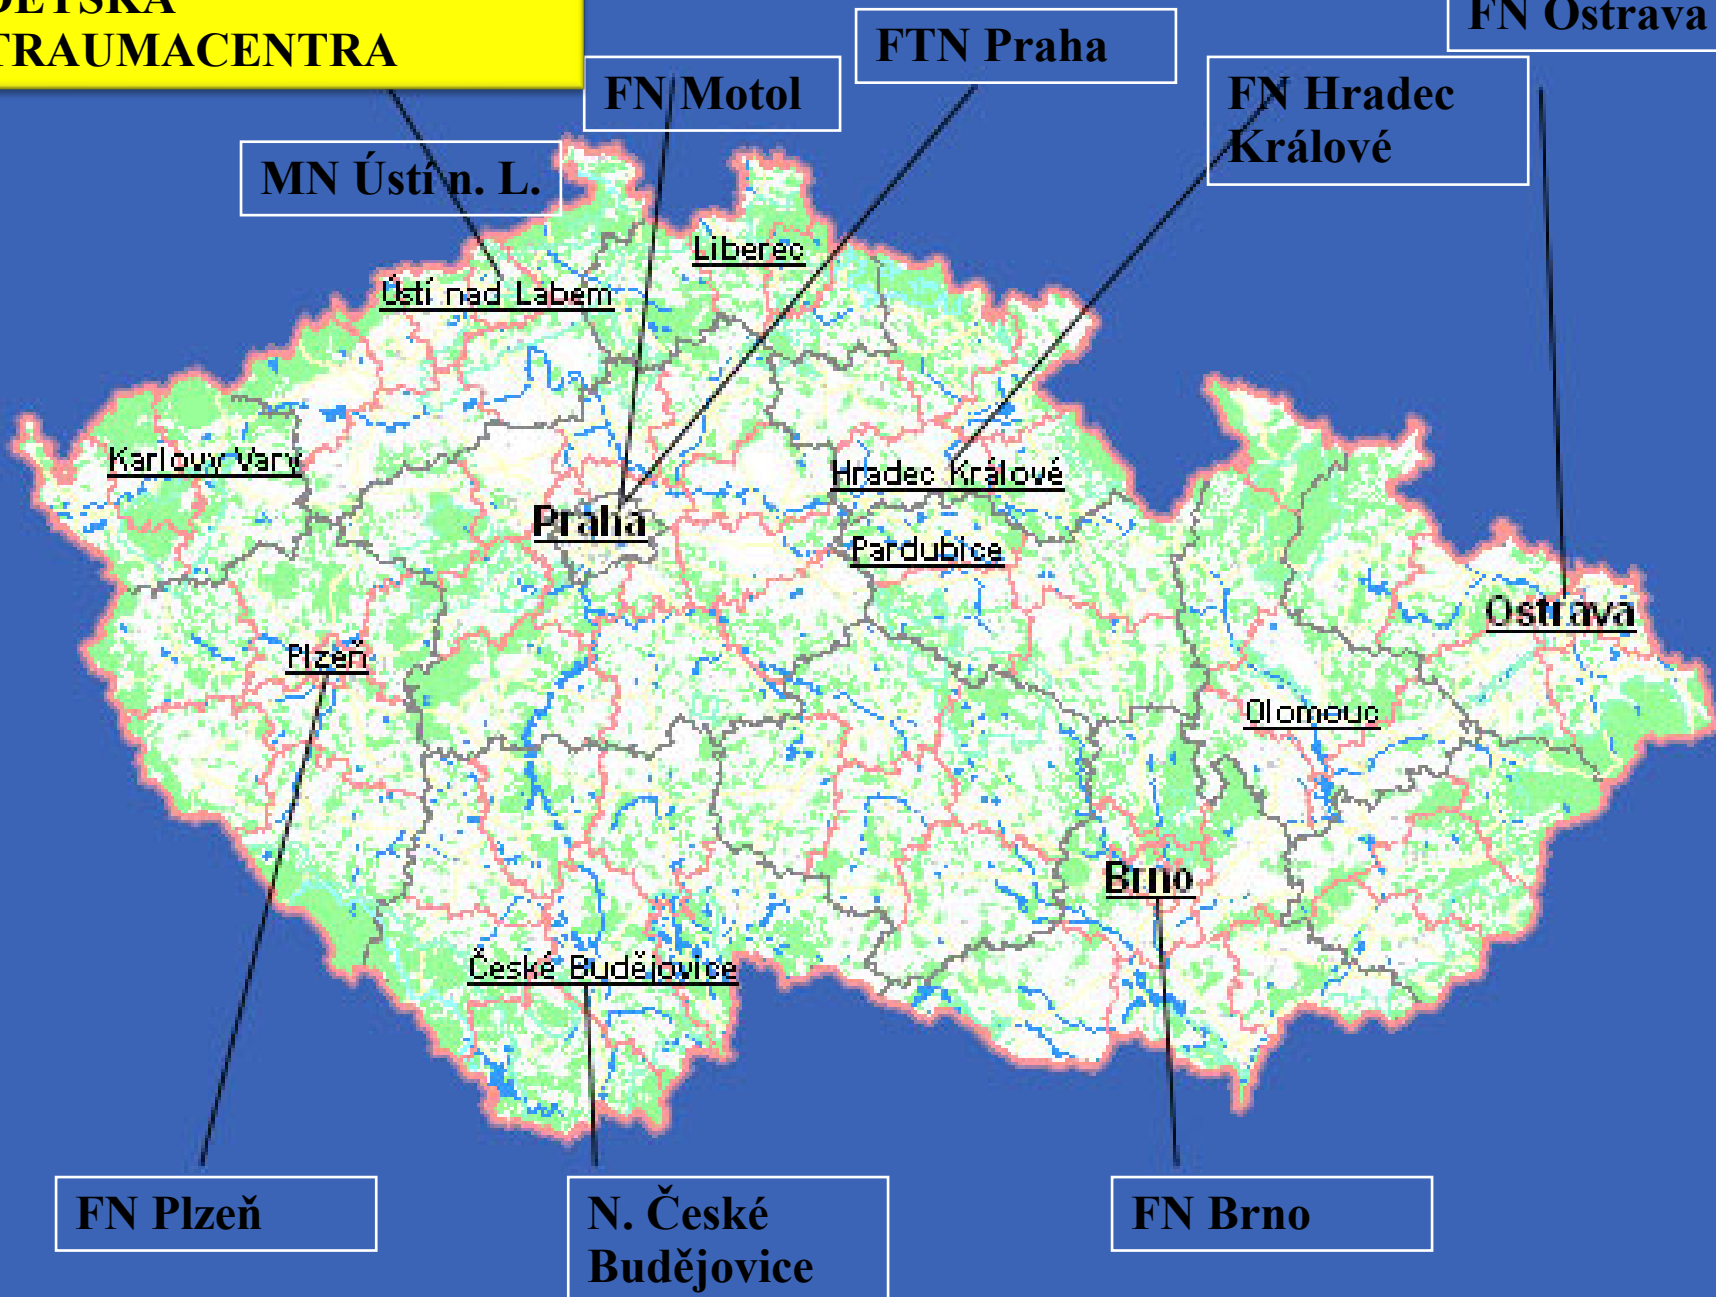 DĚTSKÁ
TRAUMACENTRA
FN Ostrava
FTN Praha
FN Motol
FN Hradec
Králové
MN Ústí n. L.
Liberec
Ústí nad Labem
Karlovy Vary
Hradec Králové
Praha
Pardubice
Ostrava
Plzeň
Olomouc
Brno
České Budějovice
FN Plzeň
N. České
Budějovice
FN Brno